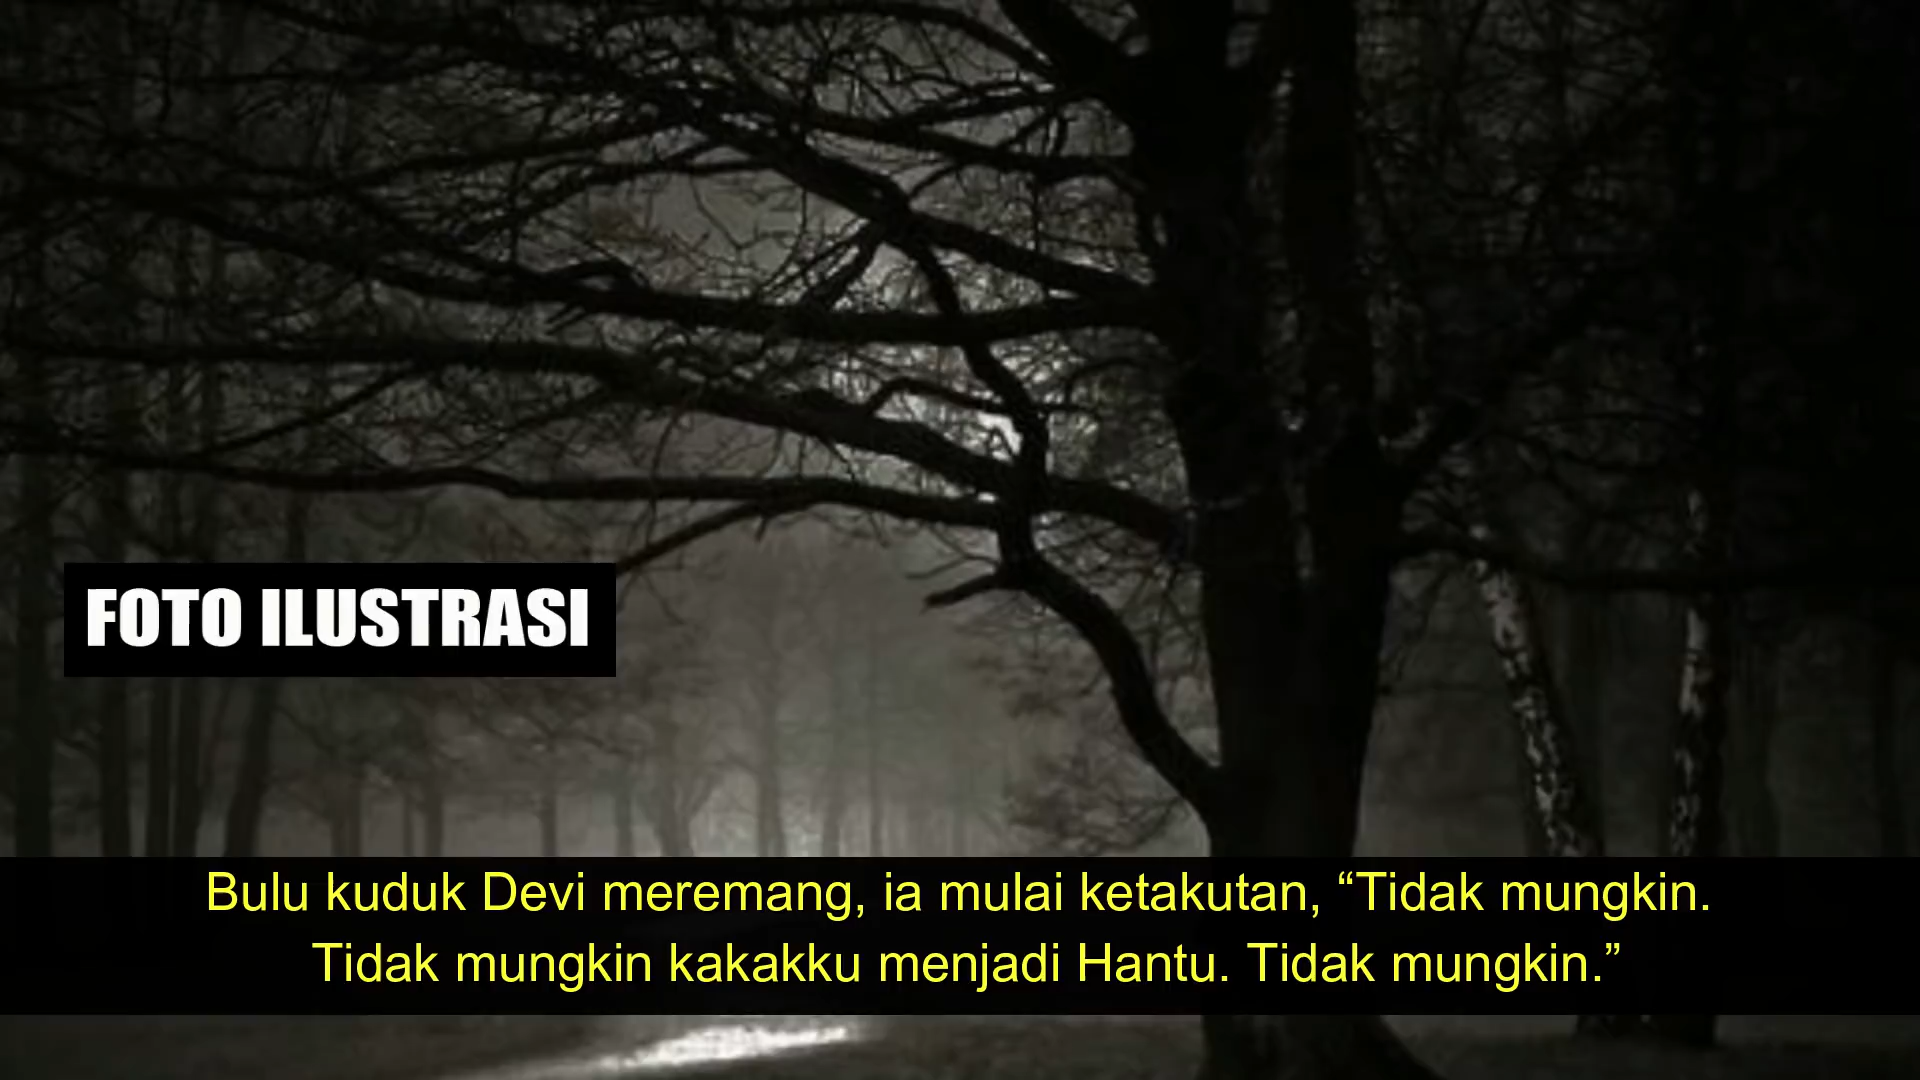 FOTO ILUSTRASI
Bulu kuduk Devi meremang, ia mulai ketakutan, “Tidak mungkin.
Tidak mungkin kakakku menjadi Hantu. Tidak mungkin.”